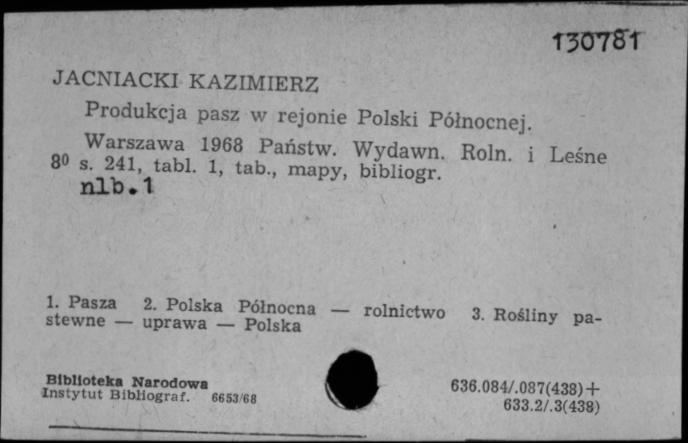 130781
JACNIACKI KAZIMIERZ
Produkcja pasz w rejonie Polski Północnej.
Warszawa 1968 Państw. Wydawn. Roln. i Leśne
8⁰ s. 241, tabl. 1, tab., mapy, bibliogr.
nlb.1
1. Pasza 2. Polska Północna — rolnictwo 3. Rośliny pa-
stewne — uprawa — Polska
Biblioteka Narodowa
Instytut Bibliograf. 6653/68
636.084/.087(438)+
633.2/.3(438)